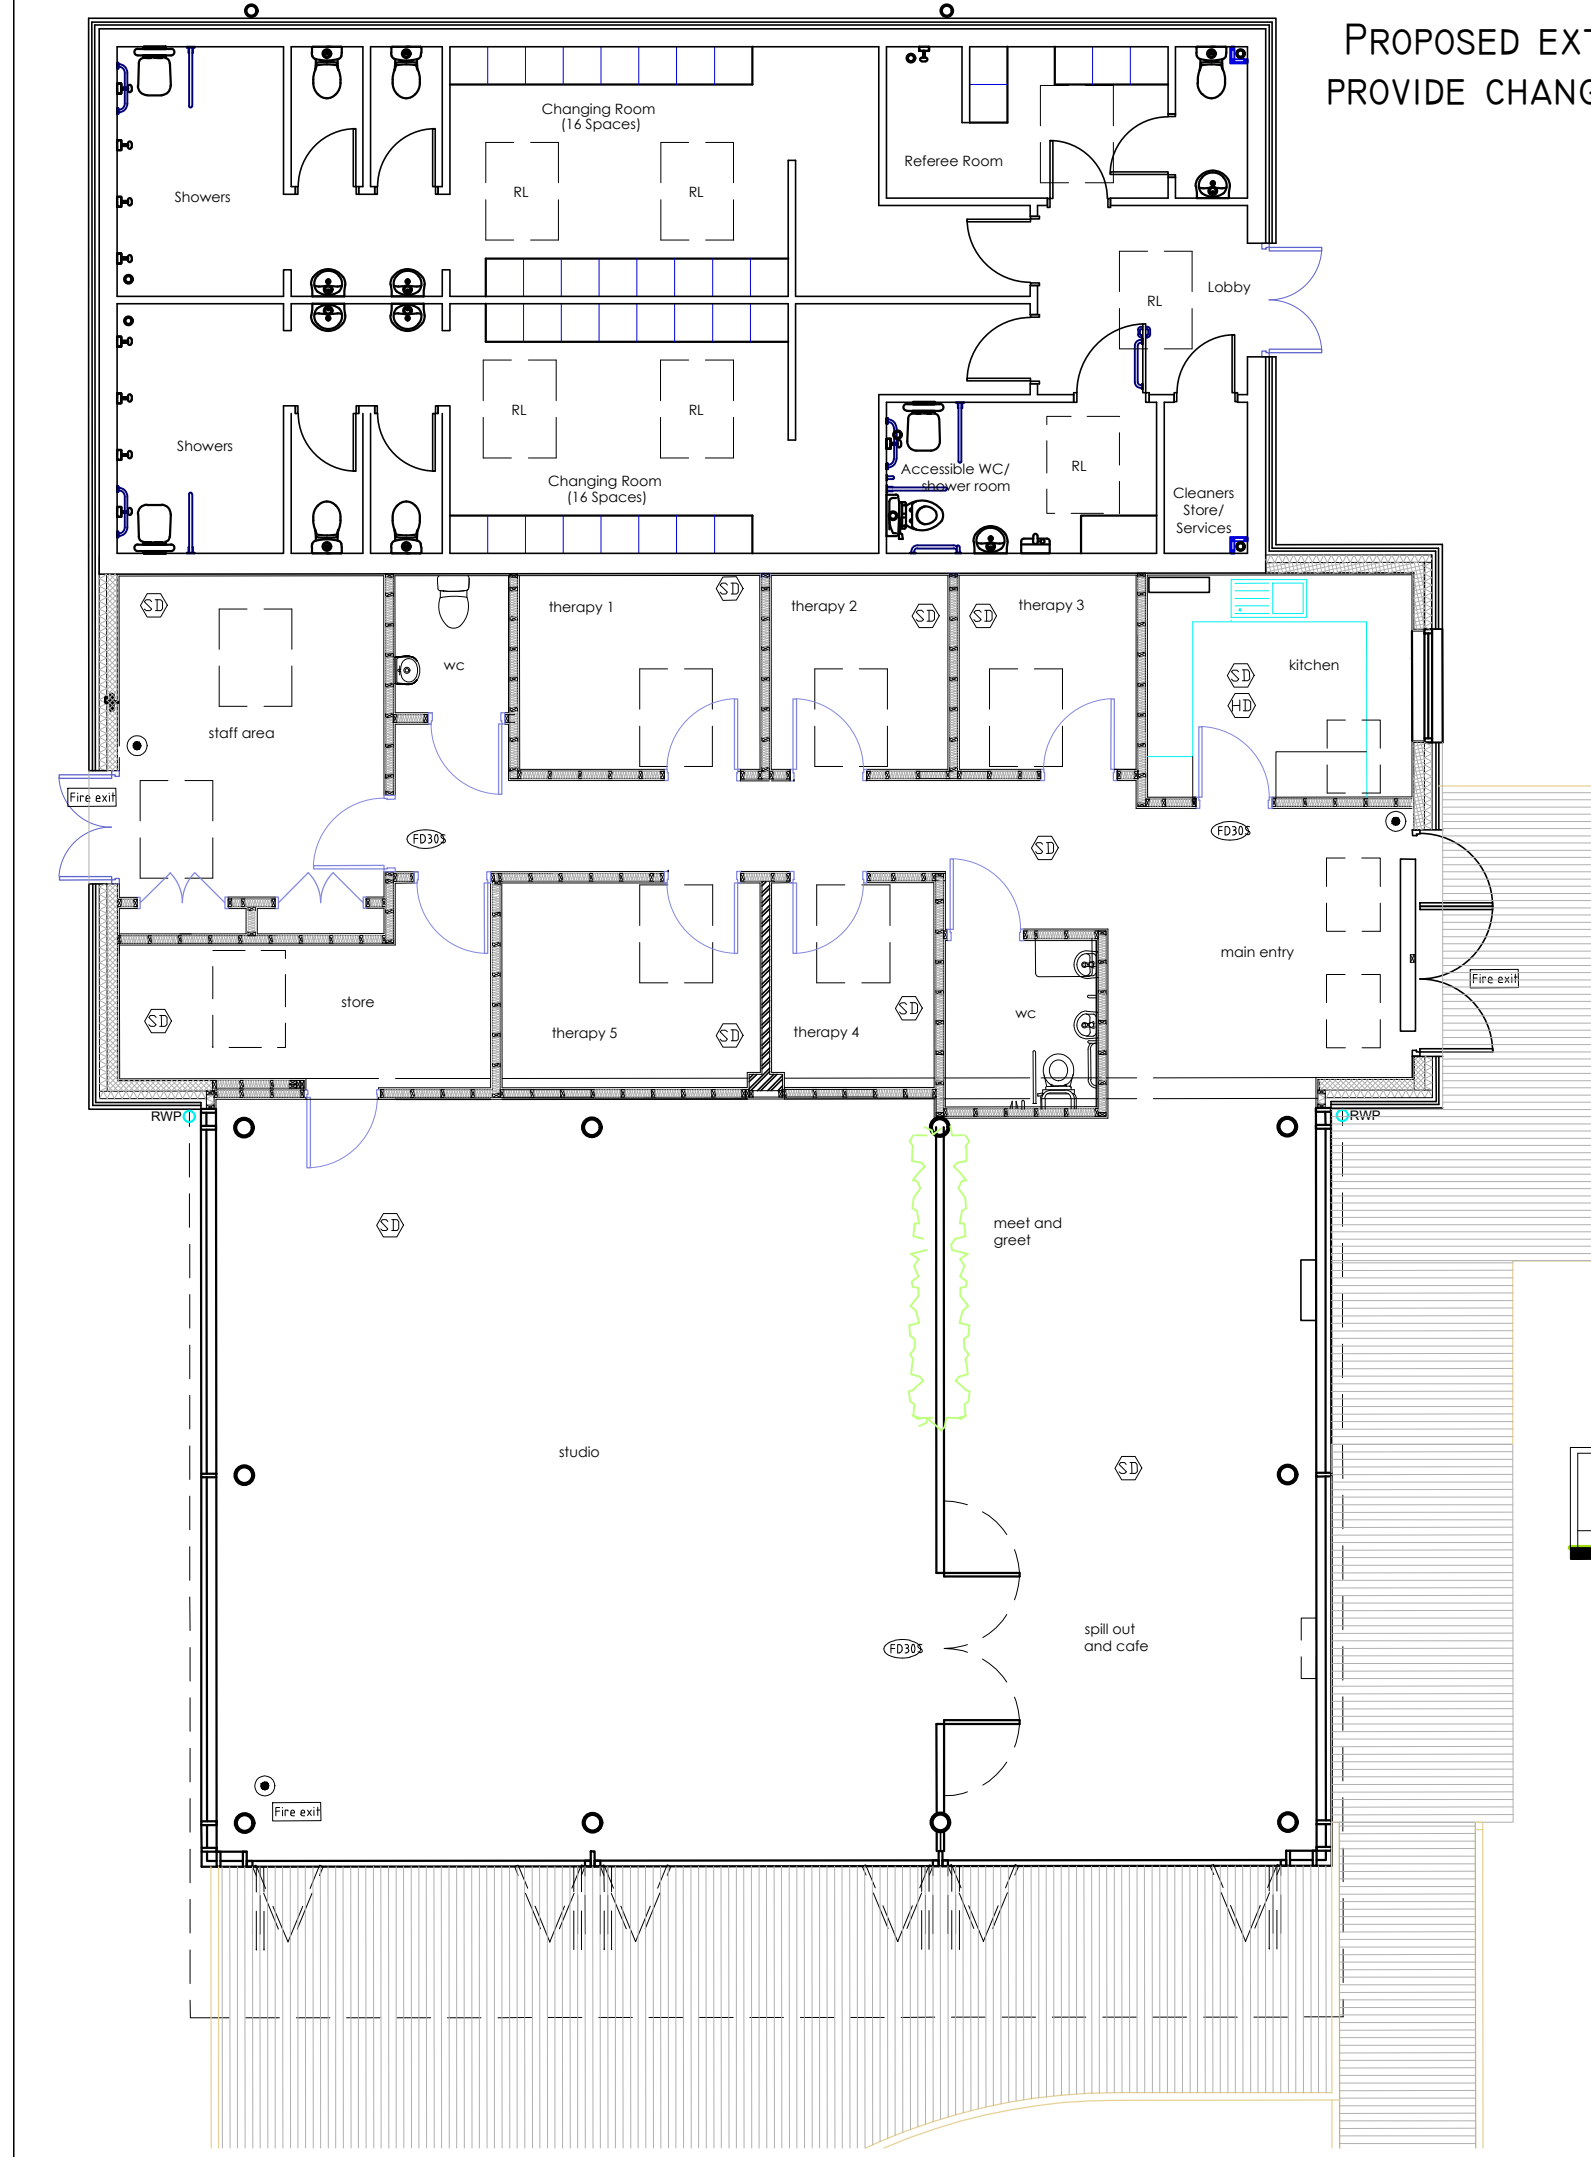 PROPOSED EXT
PROVIDE CHANG
Changing Room
(16 Spaces)
Referee Room
Showers
RL
RL
Lobby
RL
RL
RL
Showers
Changing Room
(16 Spaces)
Accessible WC/
shower room
RL
Cleaners
Store/
Services
SD
therapy 1
SD
therapy 2
SD
SD
therapy 3
wc
kitchen
SD
HD
staff area
Fire exit
FD30S
SD
FD30S
main entry
Fire exit
store
SD
therapy 5
SD
therapy 4
SD
wc
RWP
RWP
SD
meet and
greet
studio
SD
spill out
and cafe
FD30S
Fire exit